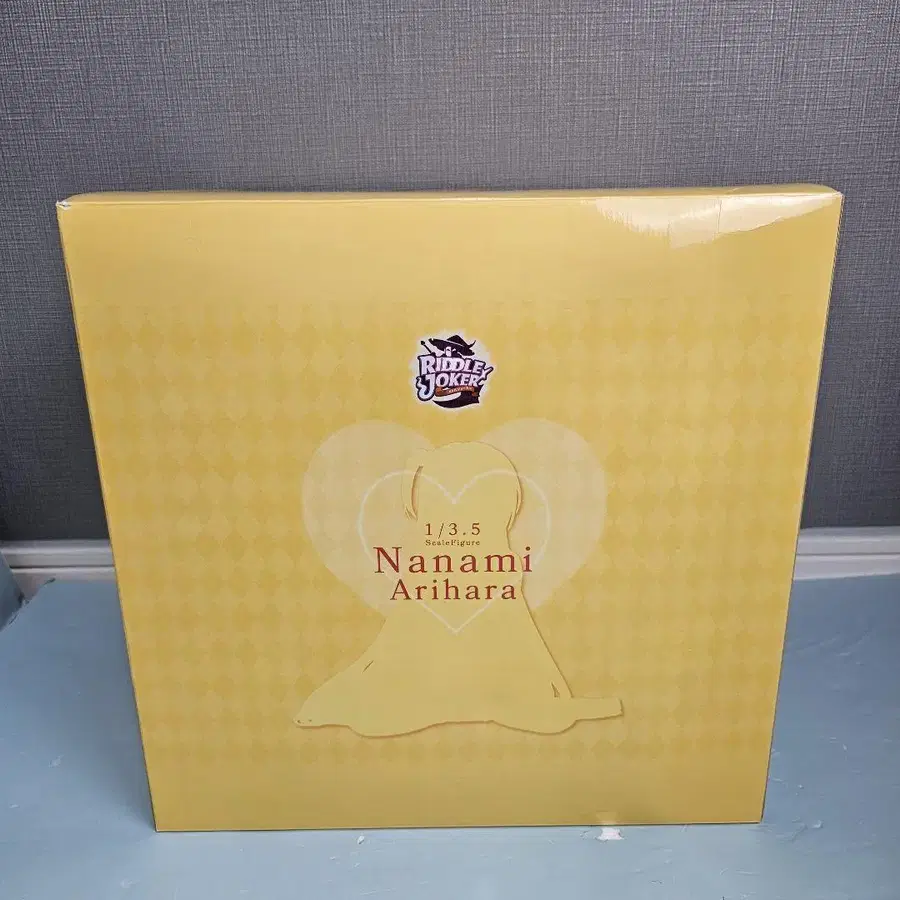 RIDDLE
JOKER
1/3.5
ScaleFigure
Nanami
Arihara